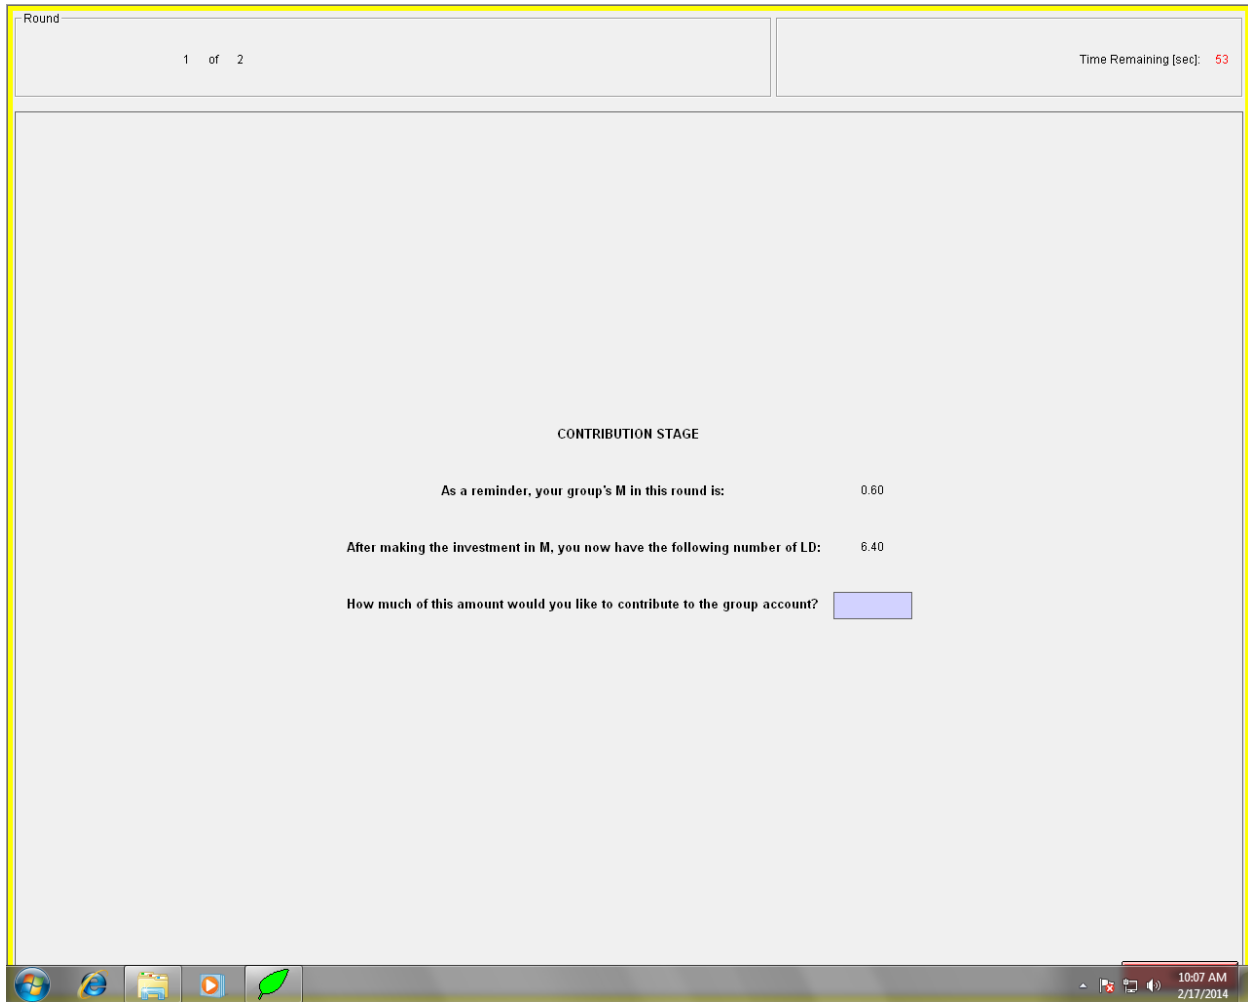 Round
1 of 2
Time Remaining [sec]: 53
CONTRIBUTION STAGE
As a reminder, your group's M in this round is: 0.60
After making the investment in M, you now have the following number of LD: 6.40
How much of this amount would you like to contribute to the group account?
10:07 AM
2/17/2014